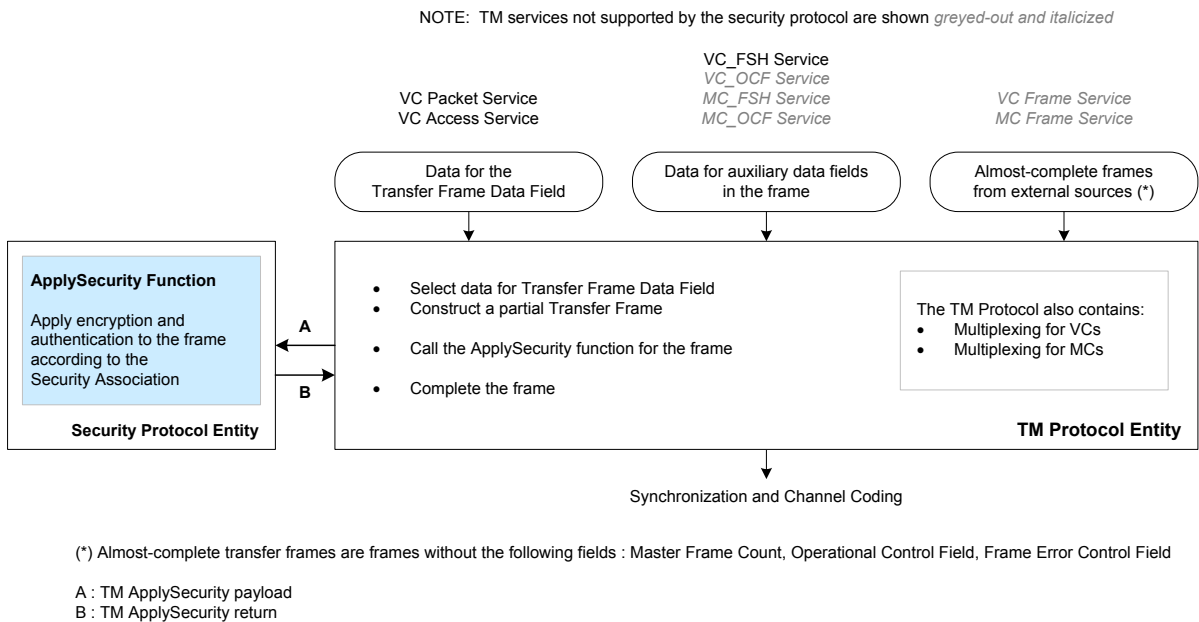 NOTE: TM services not supported by the security protocol are shown greyed-out and italicized
VC Packet Service
VC Access Service
VC_FSH Service
VC_OCF Service
MC_FSH Service
MC_OCF Service
VC Frame Service
MC Frame Service
Data for the
Transfer Frame Data Field
Data for auxiliary data fields
in the frame
Almost-complete frames
from external sources (*)
ApplySecurity Function
Apply encryption and
authentication to the frame
according to the
Security Association
Security Protocol Entity
A
B
• Select data for Transfer Frame Data Field
• Construct a partial Transfer Frame
• Call the ApplySecurity function for the frame
• Complete the frame
The TM Protocol also contains:
• Multiplexing for VCs
• Multiplexing for MCs
TM Protocol Entity
Synchronization and Channel Coding
(*) Almost-complete transfer frames are frames without the following fields : Master Frame Count, Operational Control Field, Frame Error Control Field
A : TM ApplySecurity payload
B : TM ApplySecurity return